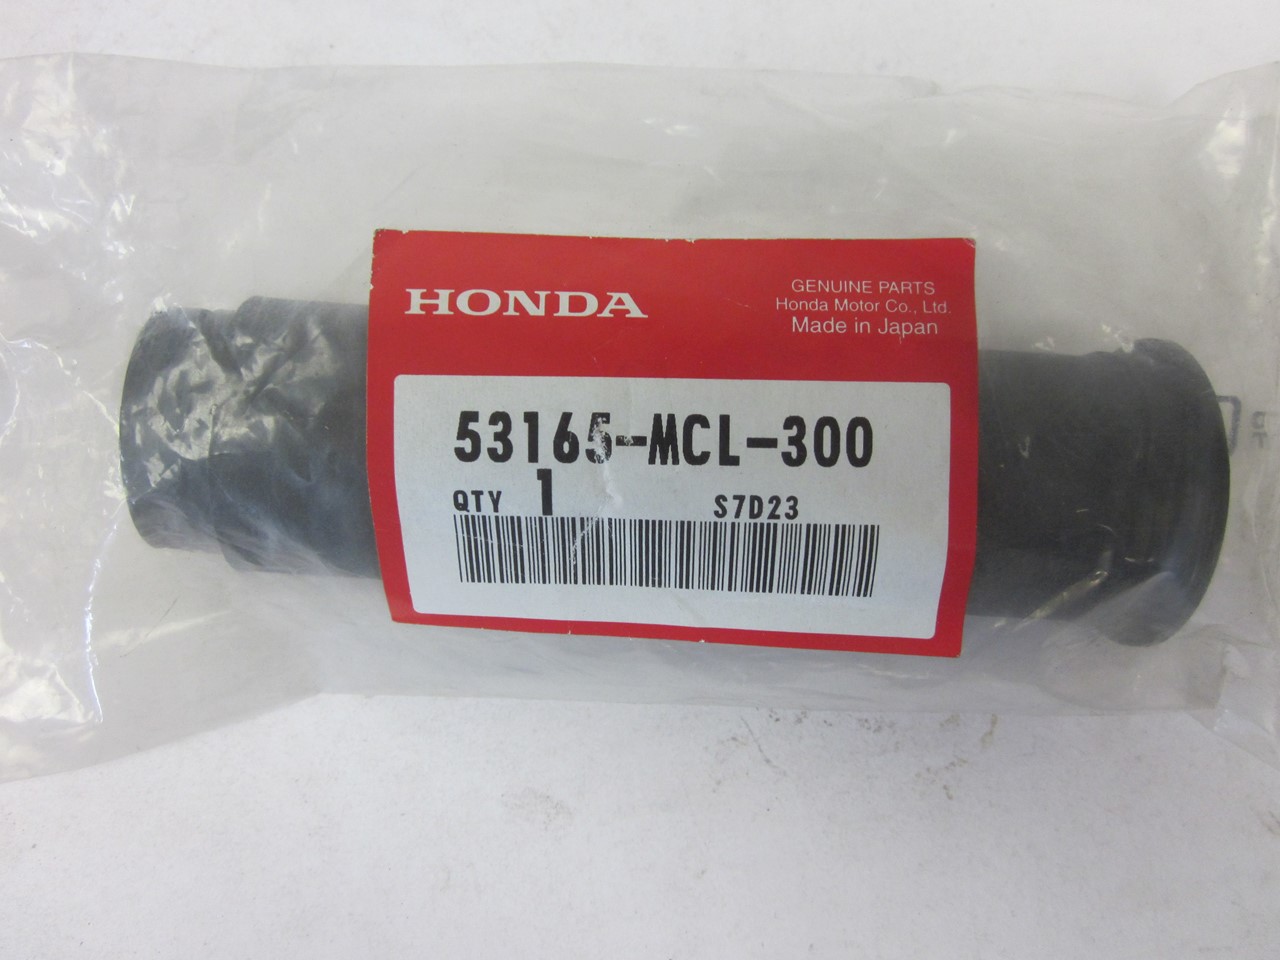 HONDA
GENUINE PARTS
Honda Motor Co., Ltd.
Made in Japan
53165-MCL-300
QTY 1 S7D23